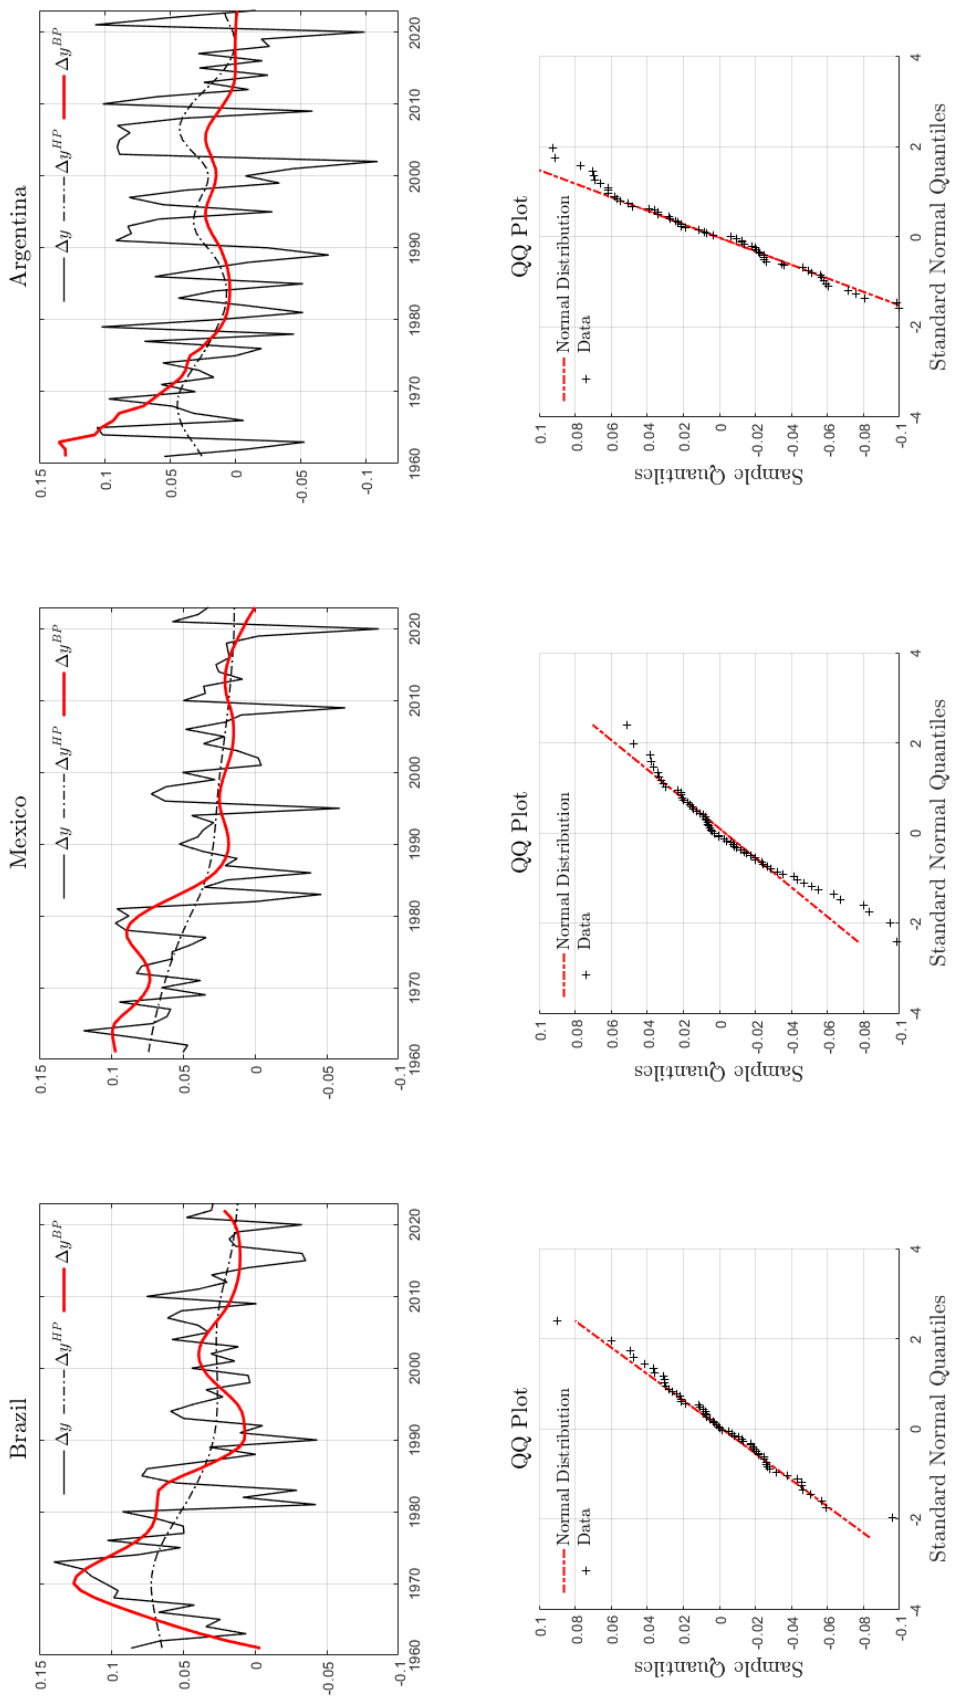 Brazil
Δy Δy^{HP} Δy^{BP}
0.15
0.1
0.05
0
-0.05
-0.1
1960 1970 1980 1990 2000 2010 2020
Mexico
Δy Δy^{HP} Δy^{BP}
0.15
0.1
0.05
0
-0.05
-0.1
1960 1970 1980 1990 2000 2010 2020
Argentina
Δy Δy^{HP} Δy^{BP}
0.15
0.1
0.05
0
-0.05
-0.1
1960 1970 1980 1990 2000 2010 2020
QQ Plot
Normal Distribution
Data
Sample Quantiles
0.1
0.08
0.06
0.04
0.02
0
-0.02
-0.04
-0.06
-0.08
-0.1
-4 -2 0 2 4
Standard Normal Quantiles
QQ Plot
Normal Distribution
Data
Sample Quantiles
0.1
0.08
0.06
0.04
0.02
0
-0.02
-0.04
-0.06
-0.08
-0.1
-4 -2 0 2 4
Standard Normal Quantiles
QQ Plot
Normal Distribution
Data
Sample Quantiles
0.1
0.08
0.06
0.04
0.02
0
-0.02
-0.04
-0.06
-0.08
-0.1
-4 -2 0 2 4
Standard Normal Quantiles